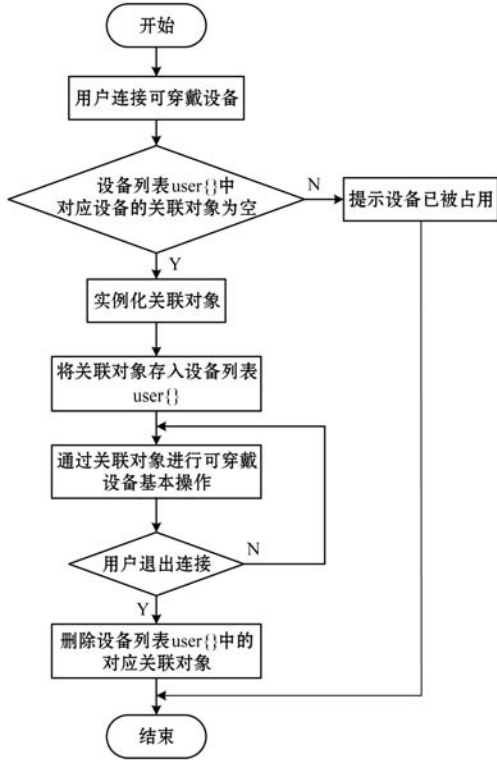 开始
用户连接可穿戴设备
设备列表user{}中
对应设备的关联对象为空
N
提示设备已被占用
Y
实例化关联对象
将关联对象存入设备列表
user{}
通过关联对象进行可穿戴
设备基本操作
用户退出连接
N
Y
删除设备列表user{}中的
对应关联对象
结束